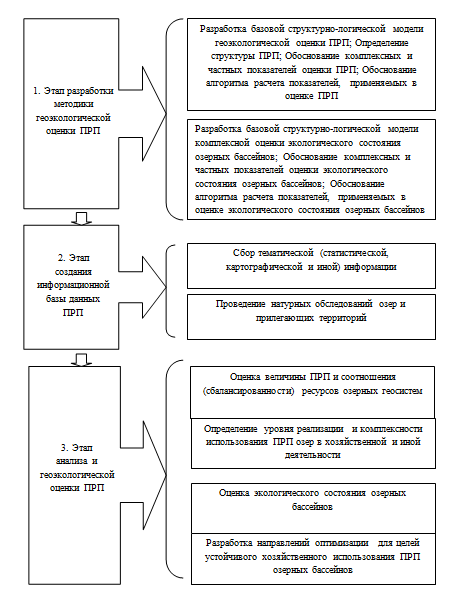 1. Этап разработки
методики
геоэкологической
оценки ПРП
Разработка базовой структурно-логической модели
геоэкологической оценки ПРП; Определение
структуры ПРП; Обоснование комплексных и
частных показателей оценки ПРП; Обоснование
алгоритма расчета показателей, применяемых в
оценке ПРП
Разработка базовой структурно-логической модели
комплексной оценки экологического состояния
озерных бассейнов; Обоснование комплексных и
частных показателей оценки экологического
состояния озерных бассейнов; Обоснование
алгоритма расчета показателей, применяемых в
оценке экологического состояния озерных бассейнов
2. Этап
создания
информационной
базы данных
ПРП
Сбор тематической (статистической,
картографической и иной) информации
Проведение натурных обследований озер и
прилегающих территорий
3. Этап
анализа и
геоэкологической
оценки ПРП
Оценка величины ПРП и соотношения
(сбалансированности) ресурсов озерных геосистем
Определение уровня реализации и комплексности
использования ПРП озер в хозяйственной и иной
деятельности
Оценка экологического состояния озерных
бассейнов
Разработка направлений оптимизации для целей
устойчивого хозяйственного использования ПРП
озерных бассейнов